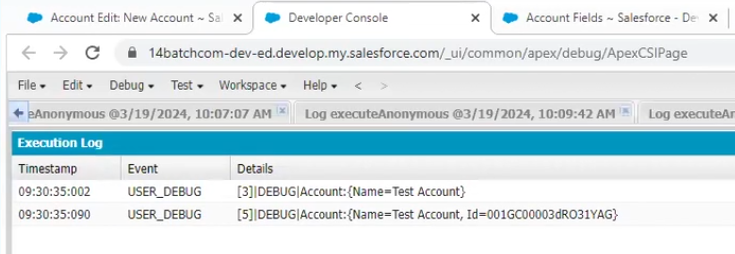 Account Edit: New Account ~ Sa
Developer Console
Account Fields ~ Salesforce - De
14batchcom-dev-ed.develop.my.salesforce.com/_ui/common/apex/debug/ApexCSIPage
File Edit Debug Test Workspace Help < >
eAnonymous @3/19/2024, 10:07:07 AM Log executeAnonymous @3/19/2024, 10:09:42 AM Log executeAn
Execution Log
Timestamp Event Details
09:30:35:002 USER_DEBUG [3]|DEBUG|Account:{Name=Test Account}
09:30:35:090 USER_DEBUG [5]|DEBUG|Account:{Name=Test Account, Id=001GC00003dRO31YAG}